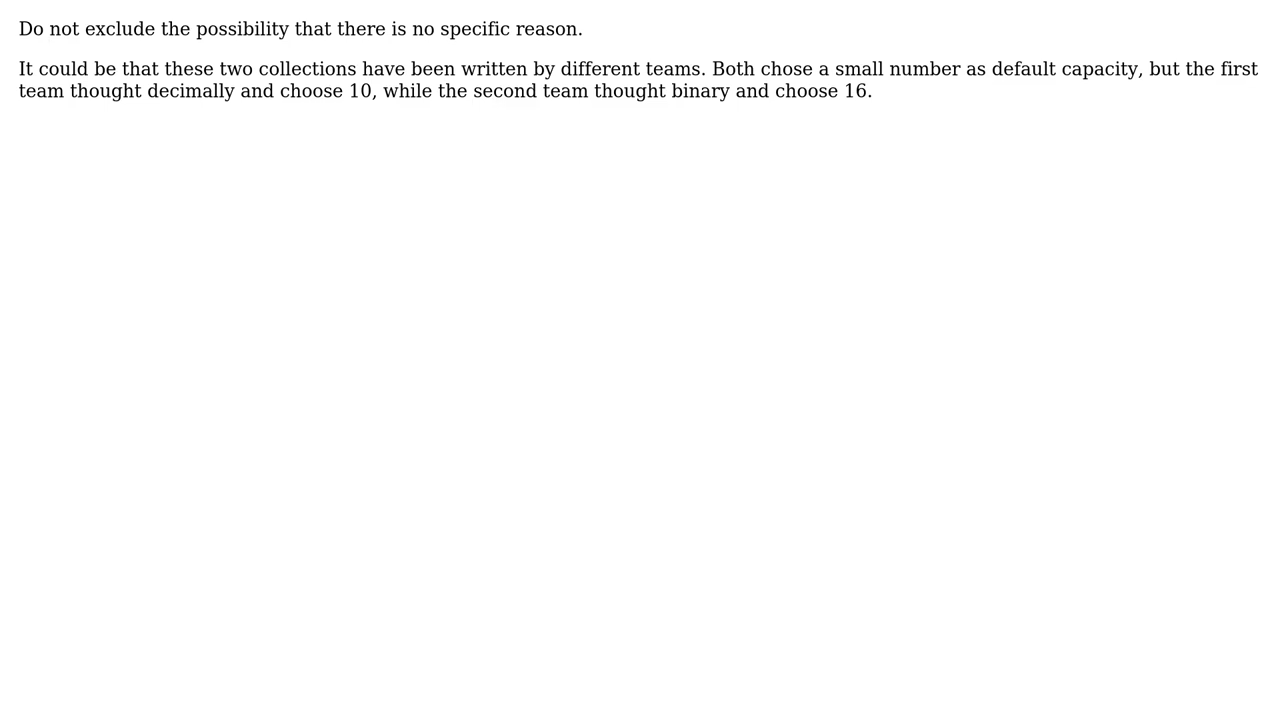 Do not exclude the possibility that there is no specific reason.
It could be that these two collections have been written by different teams. Both chose a small number as default capacity, but the first
team thought decimally and choose 10, while the second team thought binary and choose 16.